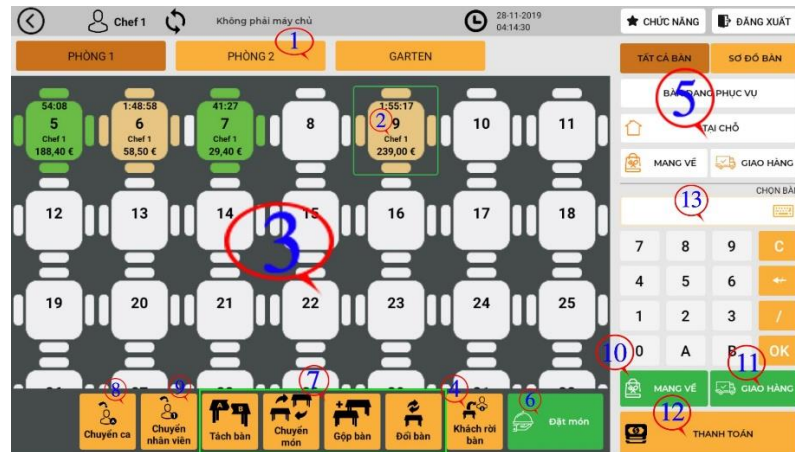 Chef 1
Không phải máy chủ
28-11-2019
04:14:30
CHỨC NĂNG
ĐĂNG XUẤT
PHÒNG 1
PHÒNG 2
GARTEN
TẤT CẢ BÀN
SƠ ĐỒ BÀN
1
54:08
5
Chef 1
188,40 €
1:48:58
6
Chef 1
58,50 €
41:27
7
Chef 1
29,40 €
8
1:55:17
2
9
Chef 1
239,00 €
10
11
BÀN ĐANG PHỤC VỤ
5
TẠI CHỖ
MANG VỀ
GIAO HÀNG
CHỌN BÀN
13
12
13
14
15
16
17
18
3
7
8
9
C
4
5
6
1
2
3
/
0
A
B
OK
19
20
21
22
23
24
25
10
MANG VỀ
11
GIAO HÀNG
8
Chuyển ca
9
Chuyển
nhân viên
7
Tách bàn
Chuyển
món
Gộp bàn
Đổi bàn
4
Khách rời
bàn
6
Đặt món
12
THANH TOÁN